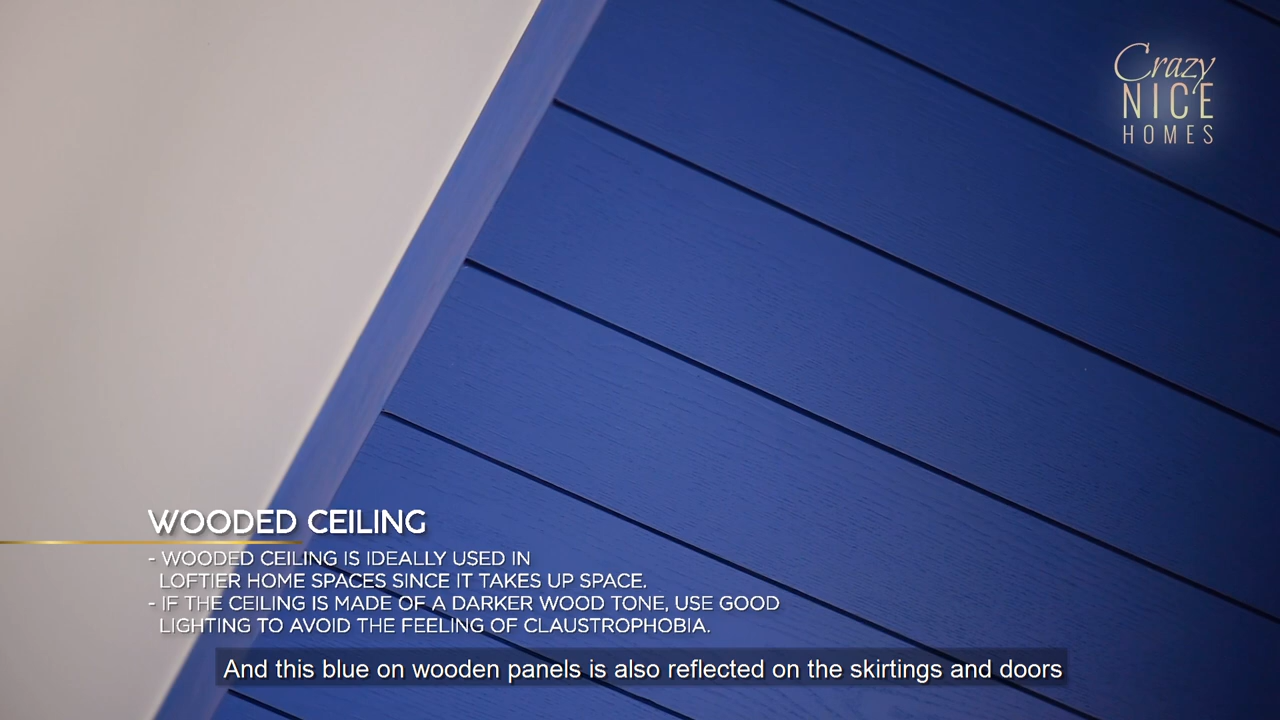 Crazy
NICE
HOMES
WOODED CEILING
- WOODED CEILING IS IDEALLY USED IN
LOFTIER HOME SPACES SINCE IT TAKES UP SPACE.
- IF THE CEILING IS MADE OF A DARKER WOOD TONE, USE GOOD
LIGHTING TO AVOID THE FEELING OF CLAUSTROPHOBIA.
And this blue on wooden panels is also reflected on the skirtings and doors